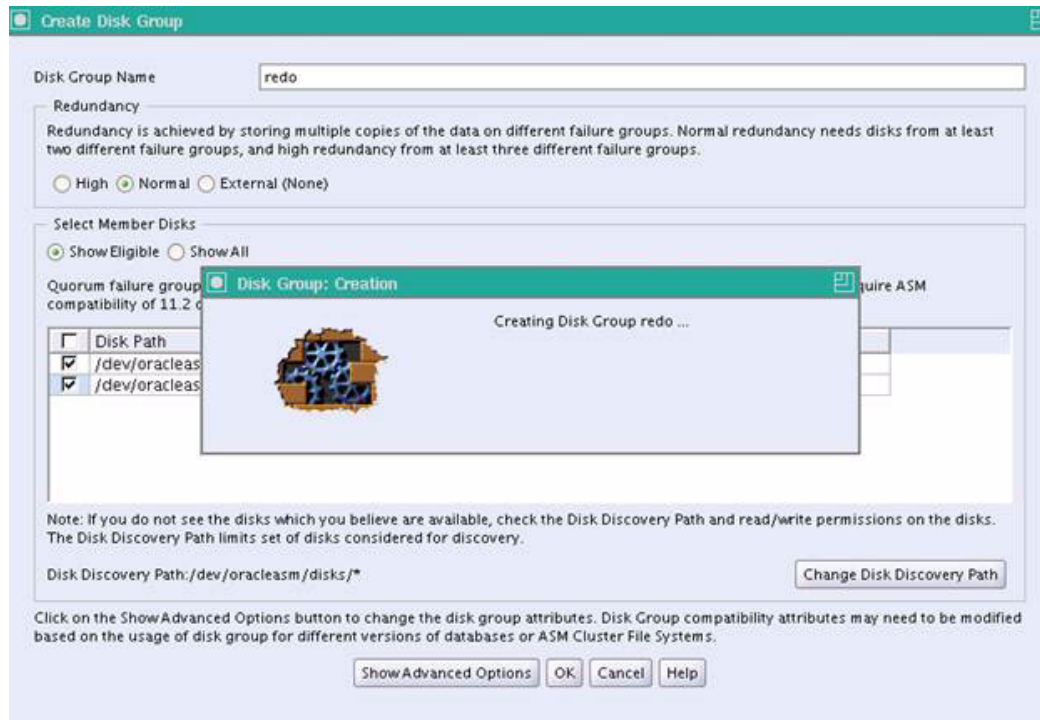 Create Disk Group
Disk Group Name redo
Redundancy
Redundancy is achieved by storing multiple copies of the data on different failure groups. Normal redundancy needs disks from at least
two different failure groups, and high redundancy from at least three different failure groups.
High Normal External (None)
Select Member Disks
Show Eligible Show All
Quorum failure group
quire ASM
compatibility of 11.2
Disk Group: Creation
Creating Disk Group redo ...
Disk Path
/dev/oracleas
/dev/oracleas
Note: If you do not see the disks which you believe are available, check the Disk Discovery Path and read/write permissions on the disks.
The Disk Discovery Path limits set of disks considered for discovery.
Disk Discovery Path:/dev/oracleasm/disks/*
Change Disk Discovery Path
Click on the Show Advanced Options button to change the disk group attributes. Disk Group compatibility attributes may need to be modified
based on the usage of disk group for different versions of databases or ASM Cluster File Systems.
Show Advanced Options OK Cancel Help